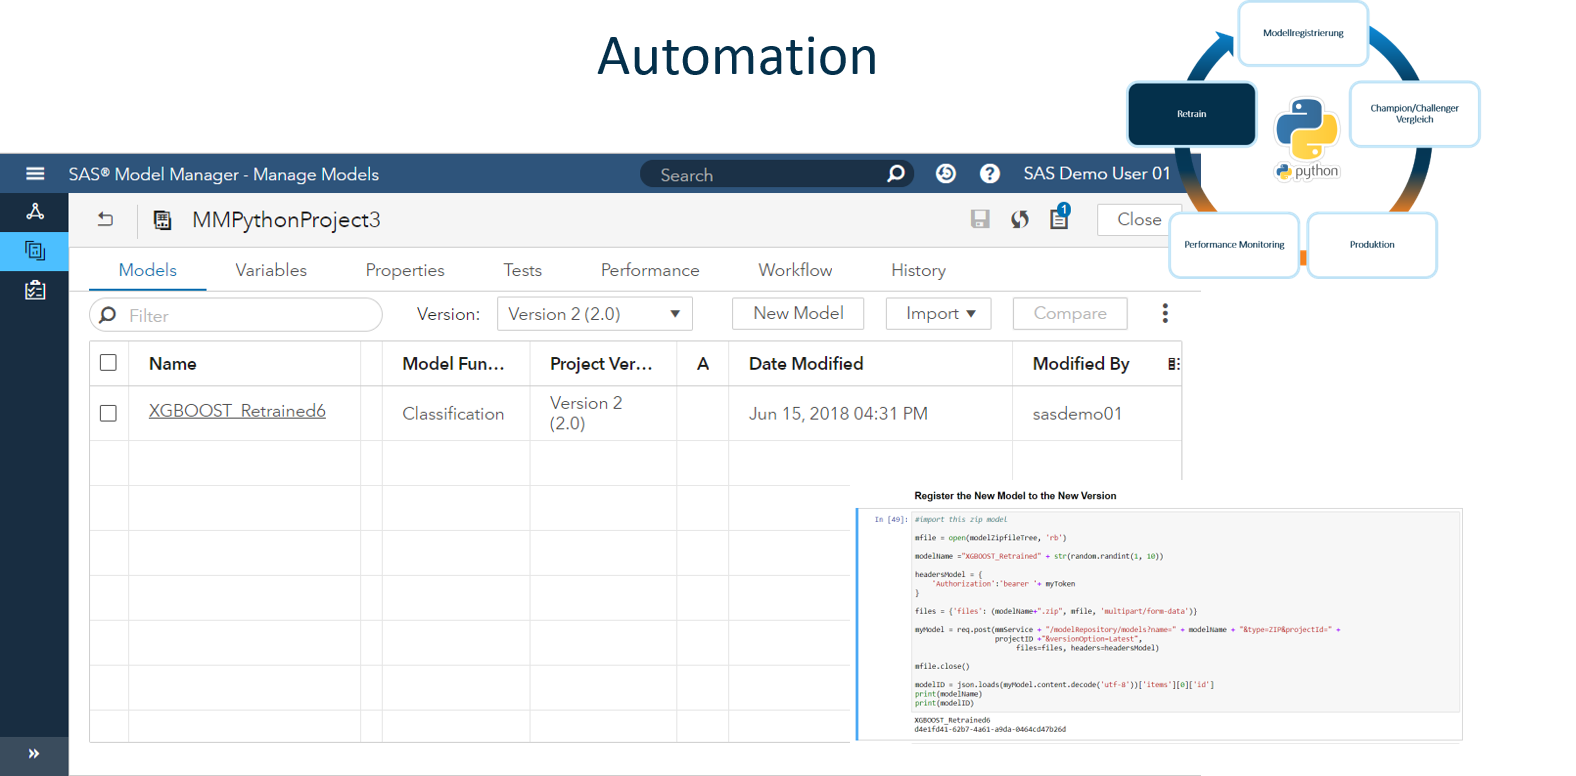 Automation
Modellregistrierung
Retrain
Champion/Challenger
Vergleich
python
Performance Monitoring
Produktion
SAS® Model Manager - Manage Models
Search
SAS Demo User 01
MMPythonProject3
1
Close
Models Variables Properties Tests Performance Workflow History
Filter
Version:
Version 2 (2.0)
New Model
Import
Compare
Name Model Fun... Project Ver... A Date Modified Modified By
XGBOOST_Retrained6 Classification Version 2 (2.0) Jun 15, 2018 04:31 PM sasdemo01
Register the New Model to the New Version
In [49]: #import this zip model
mfile = open(modelZipfileTree, 'rb')
modelName ="XGBOOST_Retrained" + str(random.randint(1, 10))
headersModel = {
'Authorization':'bearer '+ myToken
}
files = {'files': (modelName+".zip", mfile, 'multipart/form-data')}
myModel = req.post(mmService + "/modelRepository/models?name=" + modelName + "&type=ZIP&projectId=" +
projectID +"&versionOption=Latest",
files=files, headers=headersModel)
mfile.close()
modelID = json.loads(myModel.content.decode('utf-8'))['items'][0]['id']
print(modelName)
print(modelID)
XGBOOST_Retrained6
d4e1fd41-62b7-4a61-a9da-0464cd47b26d